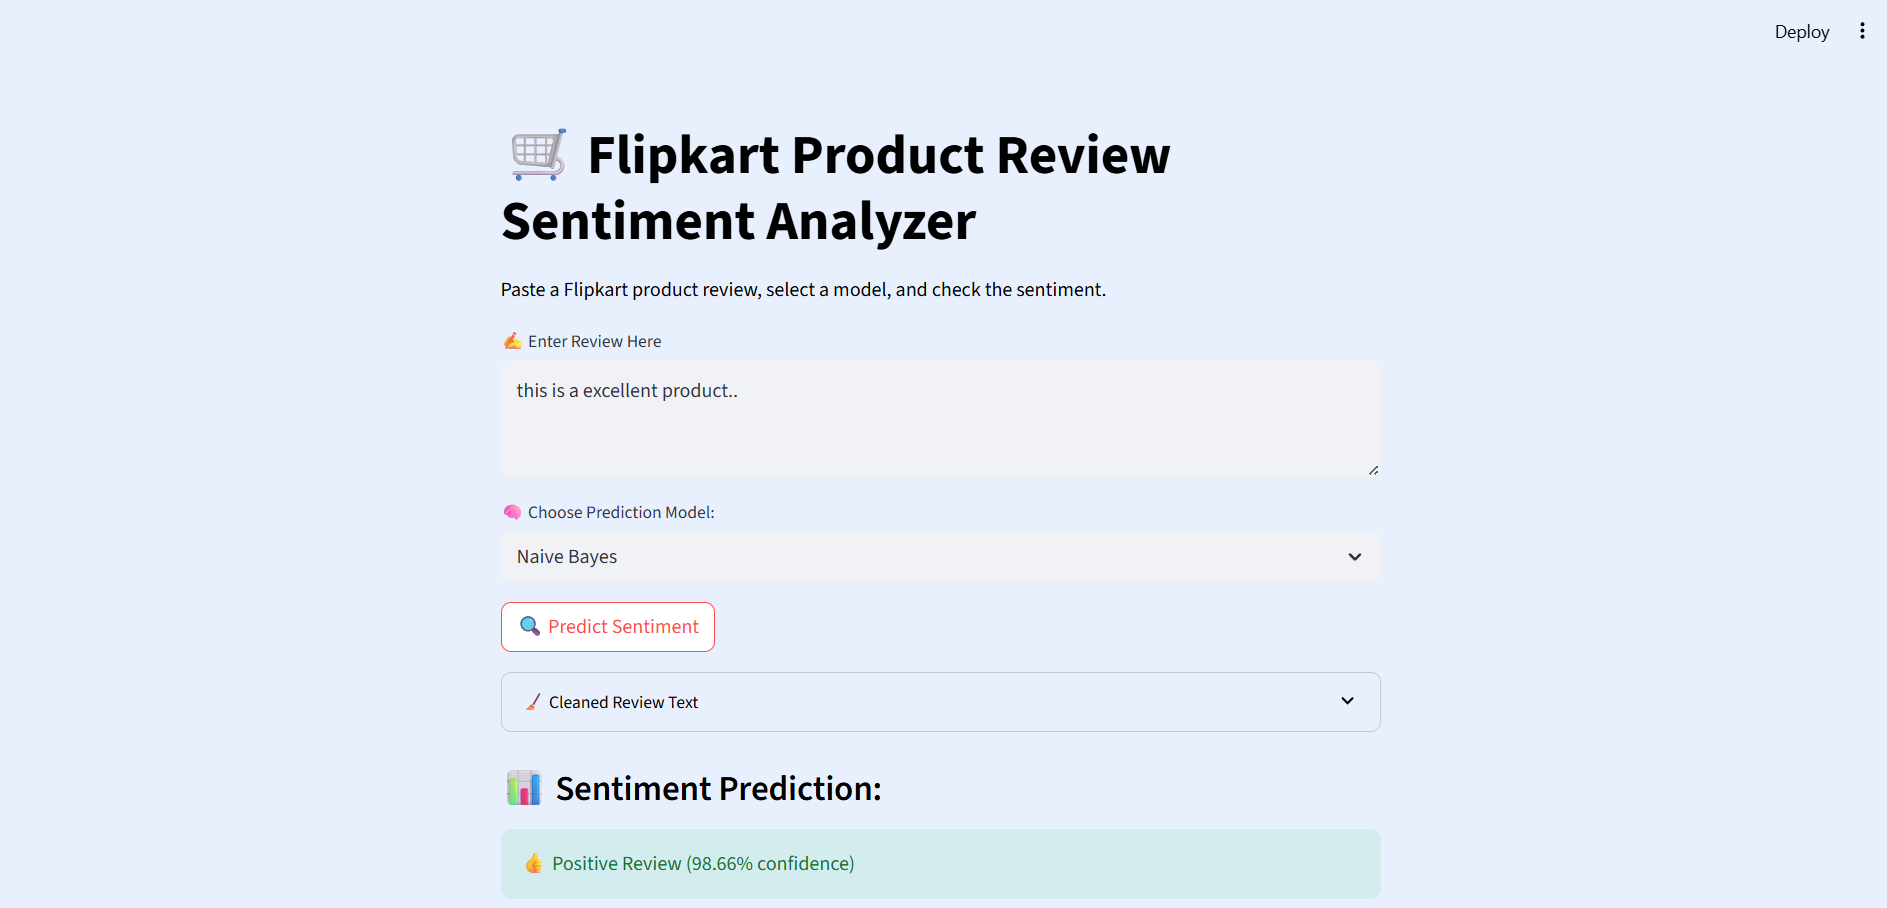 Deploy
Flipkart Product Review
Sentiment Analyzer
Paste a Flipkart product review, select a model, and check the sentiment.
Enter Review Here
this is a excellent product..
Choose Prediction Model:
Naive Bayes
Predict Sentiment
Cleaned Review Text
Sentiment Prediction:
Positive Review (98.66% confidence)